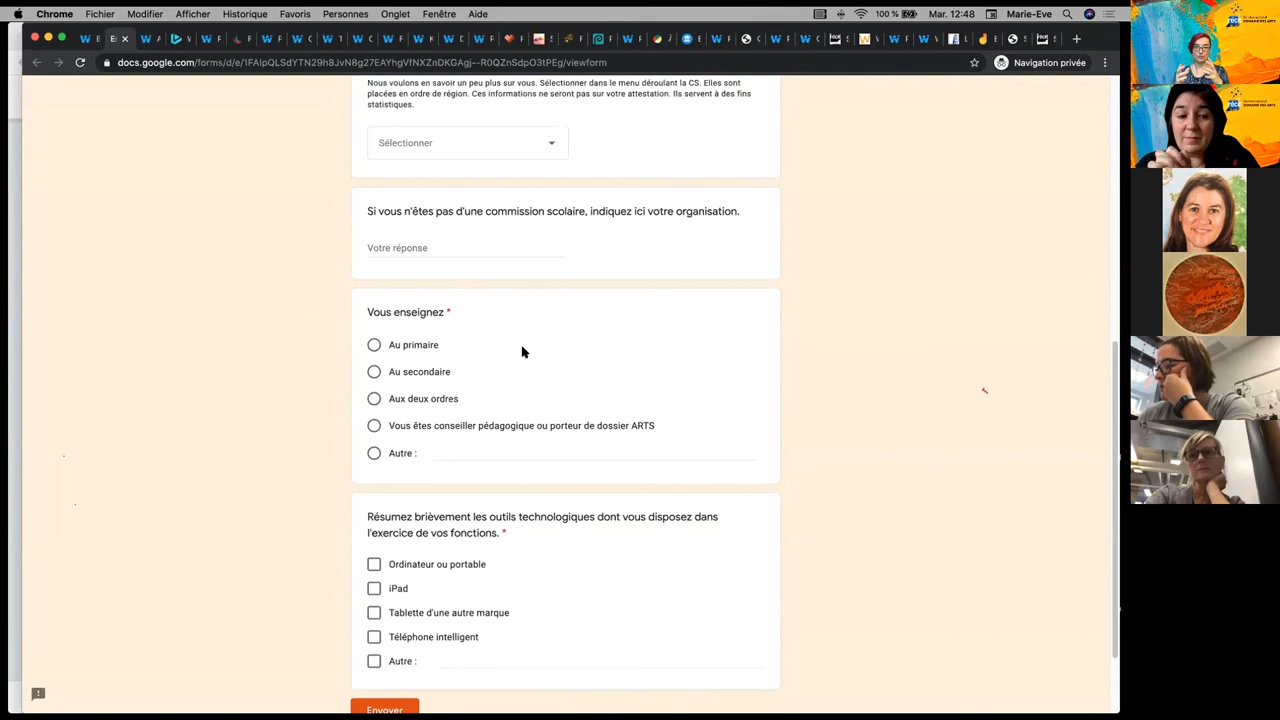 Chrome Fichier Modifier Afficher Historique Favoris Personnes Onglet Fenêtre Aide 100 % Mar. 12:48 Marie-Eve
docs.google.com/forms/d/e/1FAIpQLSdYTN29h8JvN8g27EAYhgVfNXZnDKGAgj--R0QZnSdpO3tPEg/viewform Navigation privée
Nous voulons en savoir un peu plus sur vous. Sélectionner dans le menu déroulant la CS. Elles sont
placées en ordre de région. Ces informations ne seront pas sur votre attestation. Ils servent à des fins
statistiques.
Sélectionner
Si vous n'êtes pas d'une commission scolaire, indiquez ici votre organisation.
Votre réponse
Vous enseignez *
Au primaire
Au secondaire
Aux deux ordres
Vous êtes conseiller pédagogique ou porteur de dossier ARTS
Autre :
Résumez brièvement les outils technologiques dont vous disposez dans
l'exercice de vos fonctions. *
Ordinateur ou portable
iPad
Tablette d'une autre marque
Téléphone intelligent
Autre :
Envoyer